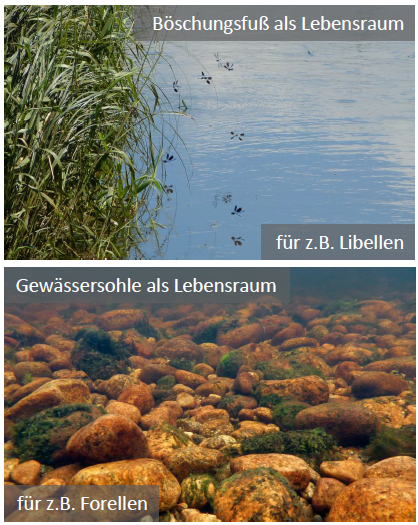 Böschungsfuß als Lebensraum
für z.B. Libellen
Gewässersohle als Lebensraum
für z.B. Forellen